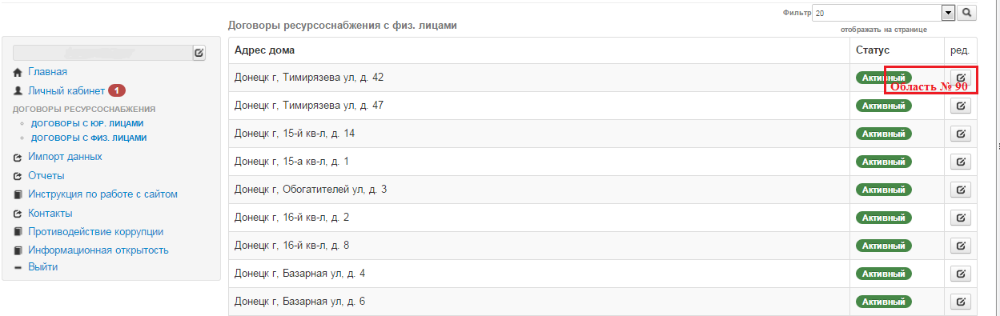 Фильтр 20
отображать на странице
Договоры ресурсоснабжения с физ. лицами
Главная
Личный кабинет 1
ДОГОВОРЫ РЕСУРСОСНАБЖЕНИЯ
ДОГОВОРЫ С ЮР. ЛИЦАМИ
ДОГОВОРЫ С ФИЗ. ЛИЦАМИ
Импорт данных
Отчеты
Инструкция по работе с сайтом
Контакты
Противодействие коррупции
Информационная открытость
Выйти
Адрес дома Статус ред.
Донецк г, Тимирязева ул, д. 42 Активный
Область № 90
Донецк г, Тимирязева ул, д. 47 Активный
Донецк г, 15-й кв-л, д. 14 Активный
Донецк г, 15-а кв-л, д. 1 Активный
Донецк г, Обогатителей ул, д. 3 Активный
Донецк г, 16-й кв-л, д. 2 Активный
Донецк г, 16-й кв-л, д. 8 Активный
Донецк г, Базарная ул, д. 4 Активный
Донецк г, Базарная ул, д. 6 Активный